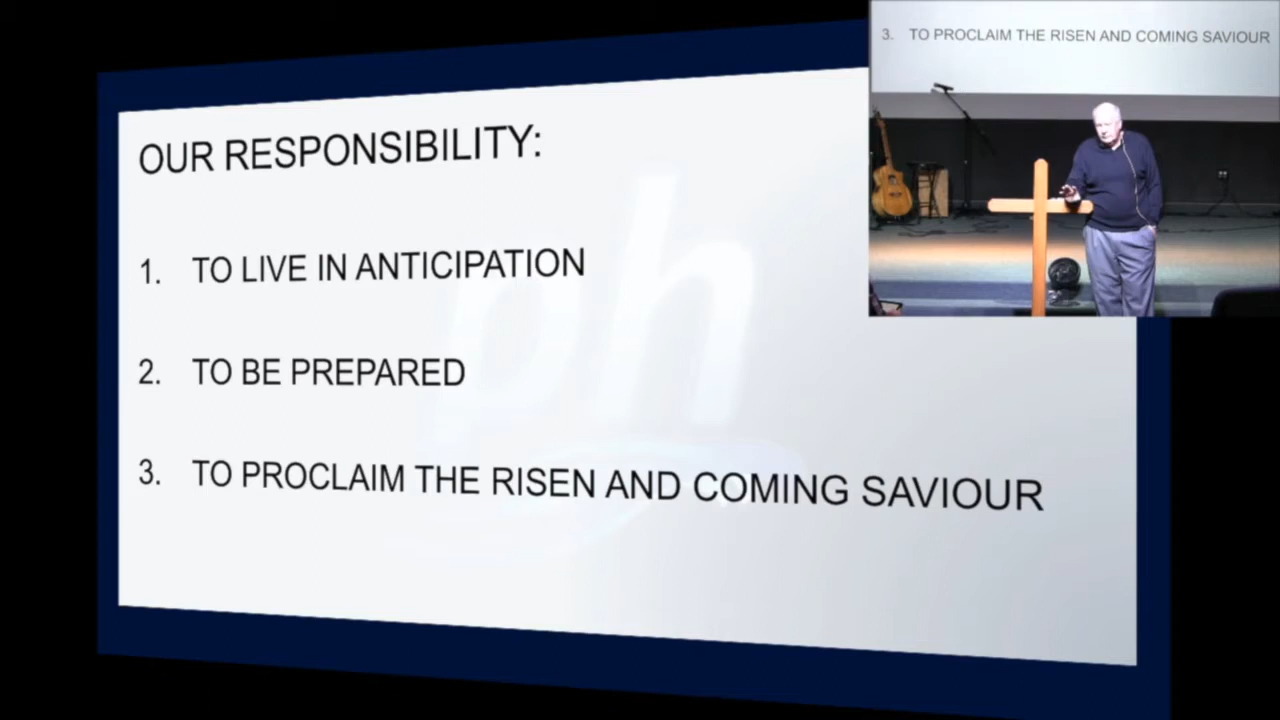 OUR RESPONSIBILITY:
1. TO LIVE IN ANTICIPATION
2. TO BE PREPARED
3. TO PROCLAIM THE RISEN AND COMING SAVIOUR
ph
3. TO PROCLAIM THE RISEN AND COMING SAVIOUR